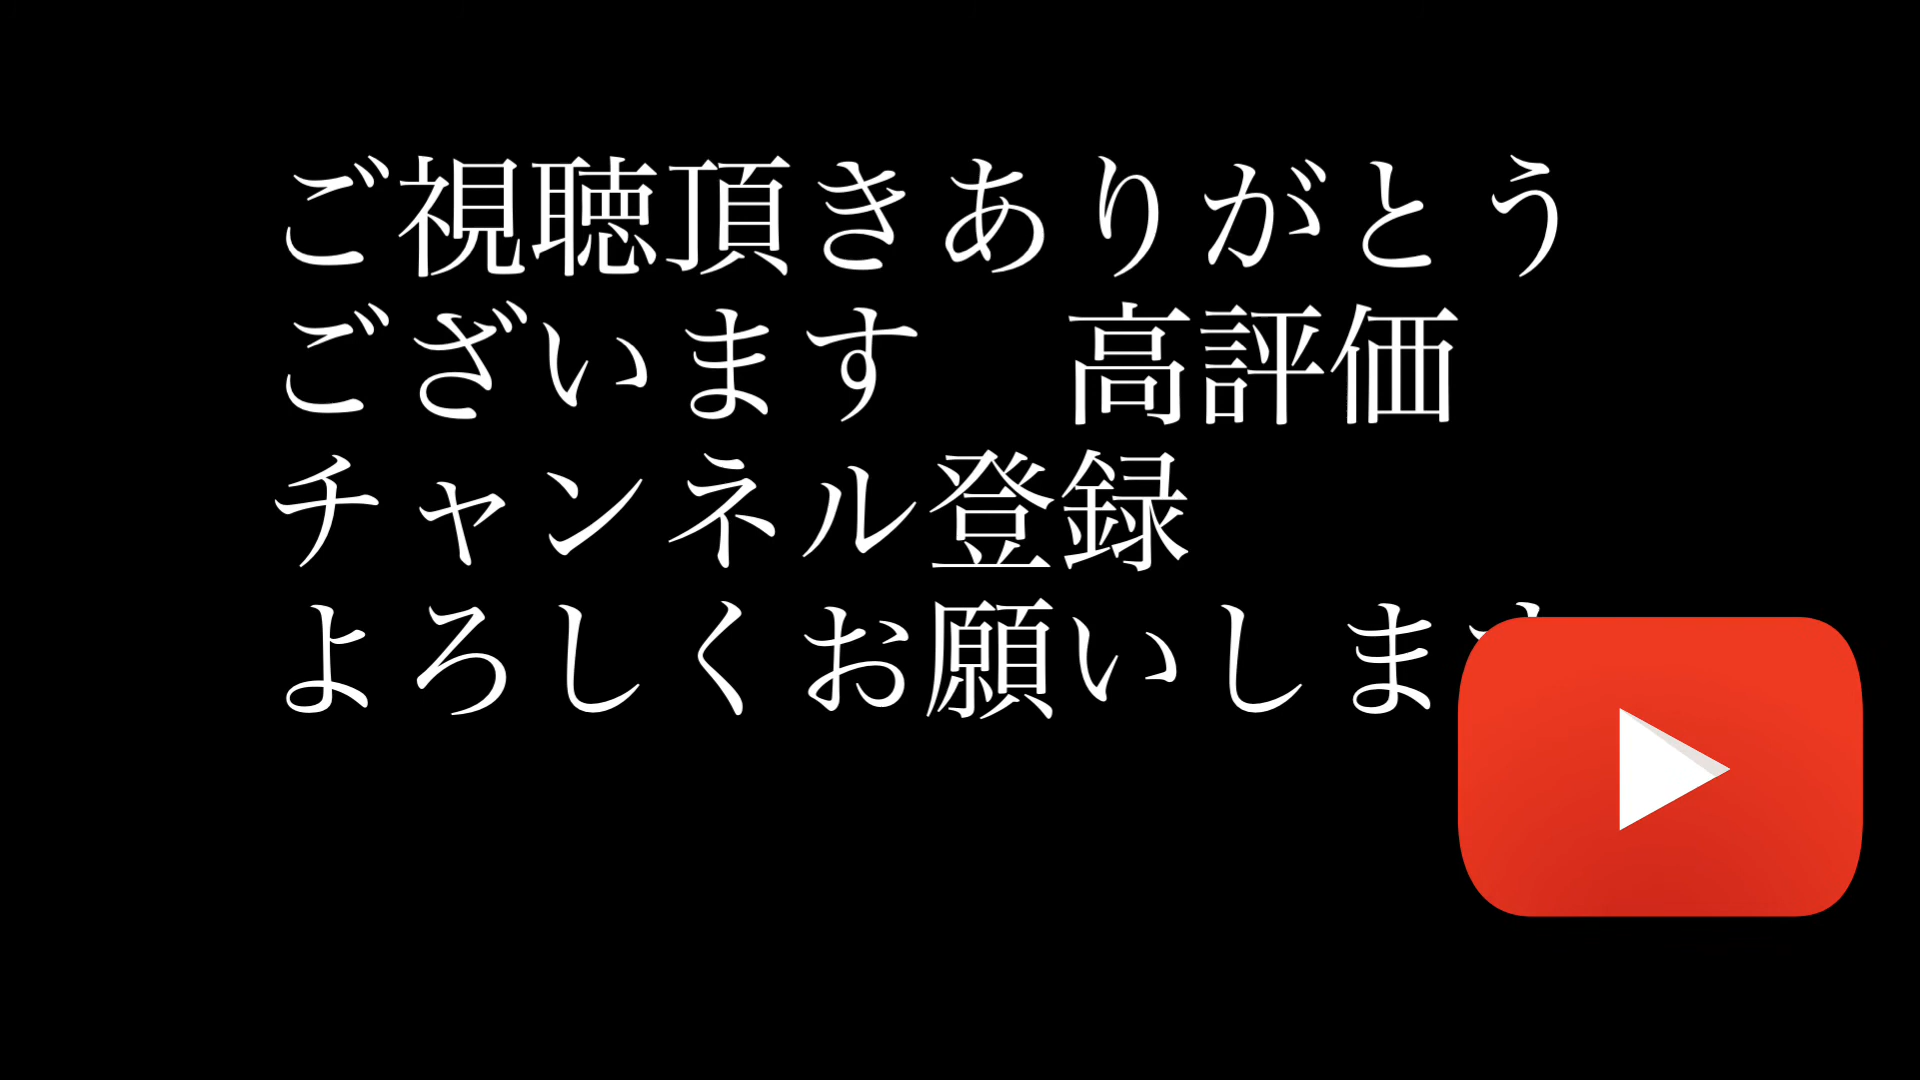 ご視聴頂きありがとう
ございます　高評価
チャンネル登録
よろしくお願いします